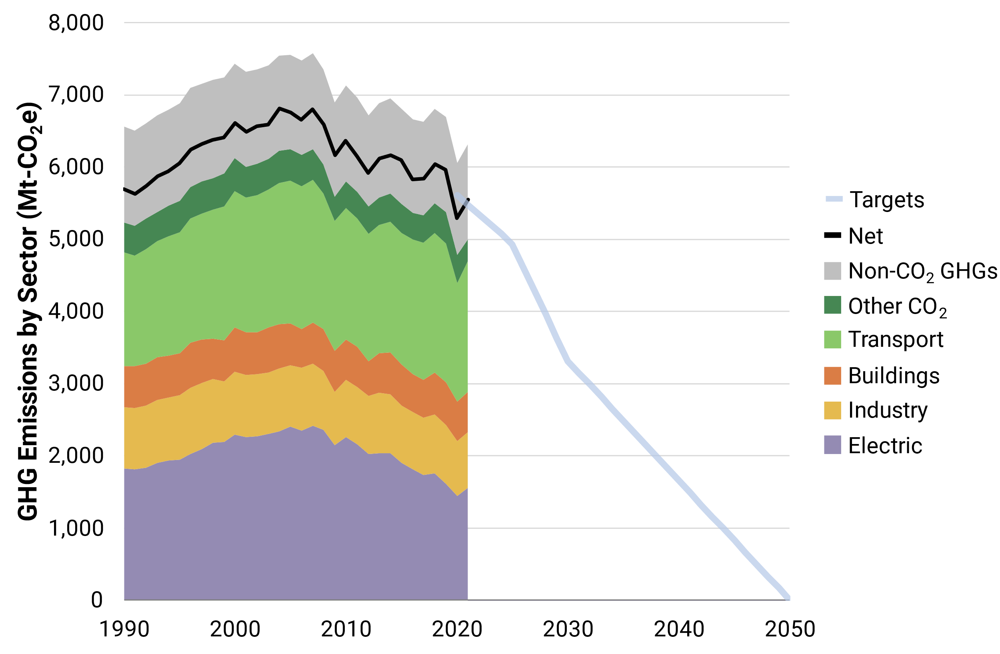 GHG Emissions by Sector (Mt-CO₂e)
8,000
7,000
6,000
5,000
4,000
3,000
2,000
1,000
0
1990 2000 2010 2020 2030 2040 2050
Targets
Net
Non-CO₂ GHGs
Other CO₂
Transport
Buildings
Industry
Electric